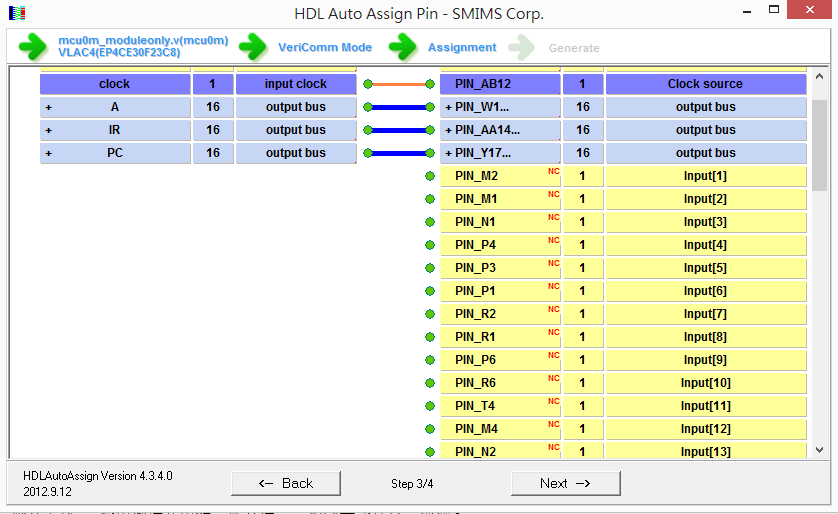 HDL Auto Assign Pin - SMIMS Corp.
mcu0m_moduleonly.v(mcu0m)
VLAC4(EP4CE30F23C8)
VeriComm Mode
Assignment
Generate
clock 1 input clock PIN_AB12 1 Clock source
+ A 16 output bus + PIN_W1... 16 output bus
+ IR 16 output bus + PIN_AA14... 16 output bus
+ PC 16 output bus + PIN_Y17... 16 output bus
PIN_M2 NC 1 Input[1]
PIN_M1 NC 1 Input[2]
PIN_N1 NC 1 Input[3]
PIN_P4 NC 1 Input[4]
PIN_P3 NC 1 Input[5]
PIN_P1 NC 1 Input[6]
PIN_R2 NC 1 Input[7]
PIN_R1 NC 1 Input[8]
PIN_P6 NC 1 Input[9]
PIN_R6 NC 1 Input[10]
PIN_T4 NC 1 Input[11]
PIN_M4 NC 1 Input[12]
PIN_N2 NC 1 Input[13]
HDLAutoAssign Version 4.3.4.0
2012.9.12
<-- Back
Step 3/4
Next -->